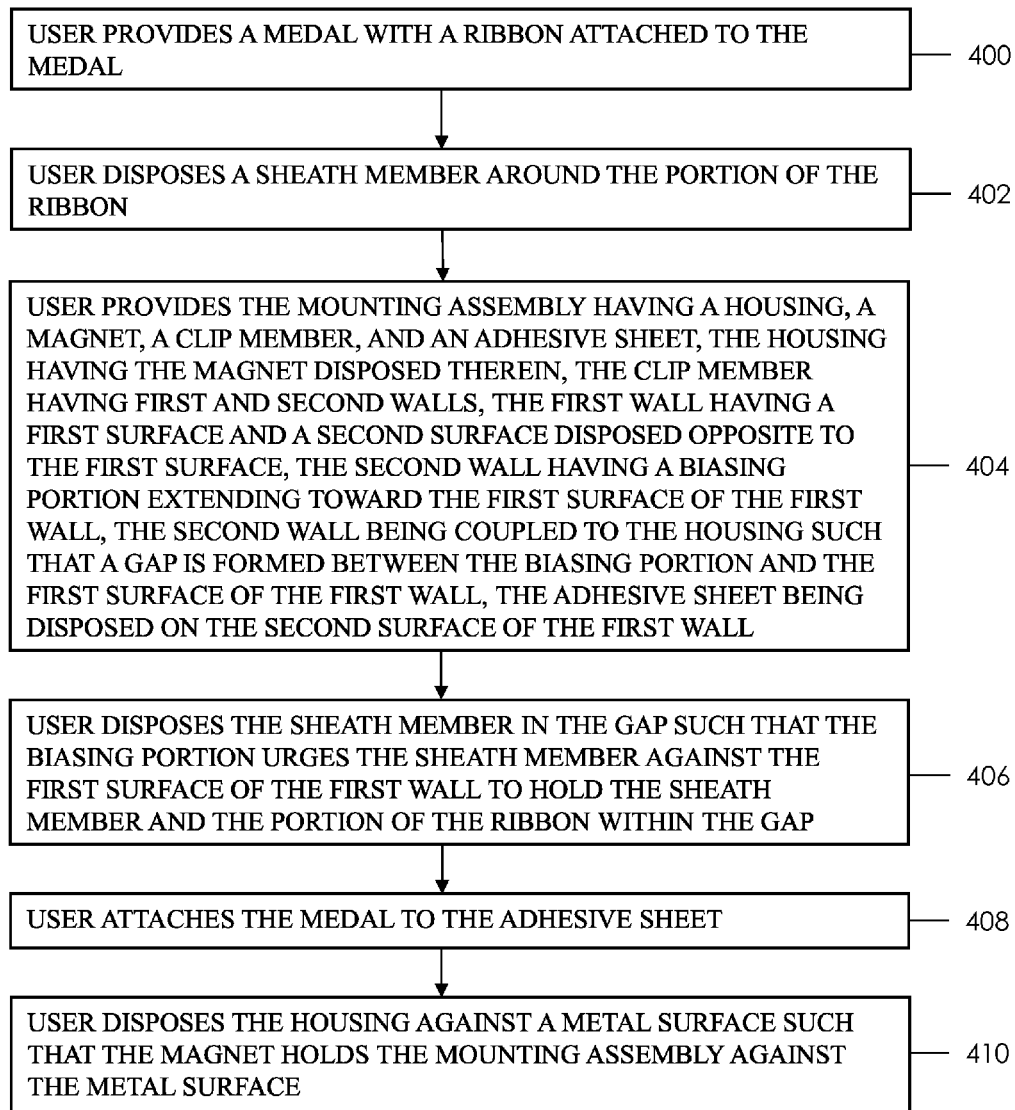 USER PROVIDES A MEDAL WITH A RIBBON ATTACHED TO THE
MEDAL
400
USER DISPOSES A SHEATH MEMBER AROUND THE PORTION OF THE
RIBBON
402
USER PROVIDES THE MOUNTING ASSEMBLY HAVING A HOUSING, A
MAGNET, A CLIP MEMBER, AND AN ADHESIVE SHEET, THE HOUSING
HAVING THE MAGNET DISPOSED THEREIN, THE CLIP MEMBER
HAVING FIRST AND SECOND WALLS, THE FIRST WALL HAVING A
FIRST SURFACE AND A SECOND SURFACE DISPOSED OPPOSITE TO
THE FIRST SURFACE, THE SECOND WALL HAVING A BIASING
PORTION EXTENDING TOWARD THE FIRST SURFACE OF THE FIRST
WALL, THE SECOND WALL BEING COUPLED TO THE HOUSING SUCH
THAT A GAP IS FORMED BETWEEN THE BIASING PORTION AND THE
FIRST SURFACE OF THE FIRST WALL, THE ADHESIVE SHEET BEING
DISPOSED ON THE SECOND SURFACE OF THE FIRST WALL
404
USER DISPOSES THE SHEATH MEMBER IN THE GAP SUCH THAT THE
BIASING PORTION URGES THE SHEATH MEMBER AGAINST THE
FIRST SURFACE OF THE FIRST WALL TO HOLD THE SHEATH
MEMBER AND THE PORTION OF THE RIBBON WITHIN THE GAP
406
USER ATTACHES THE MEDAL TO THE ADHESIVE SHEET
408
USER DISPOSES THE HOUSING AGAINST A METAL SURFACE SUCH
THAT THE MAGNET HOLDS THE MOUNTING ASSEMBLY AGAINST
THE METAL SURFACE
410